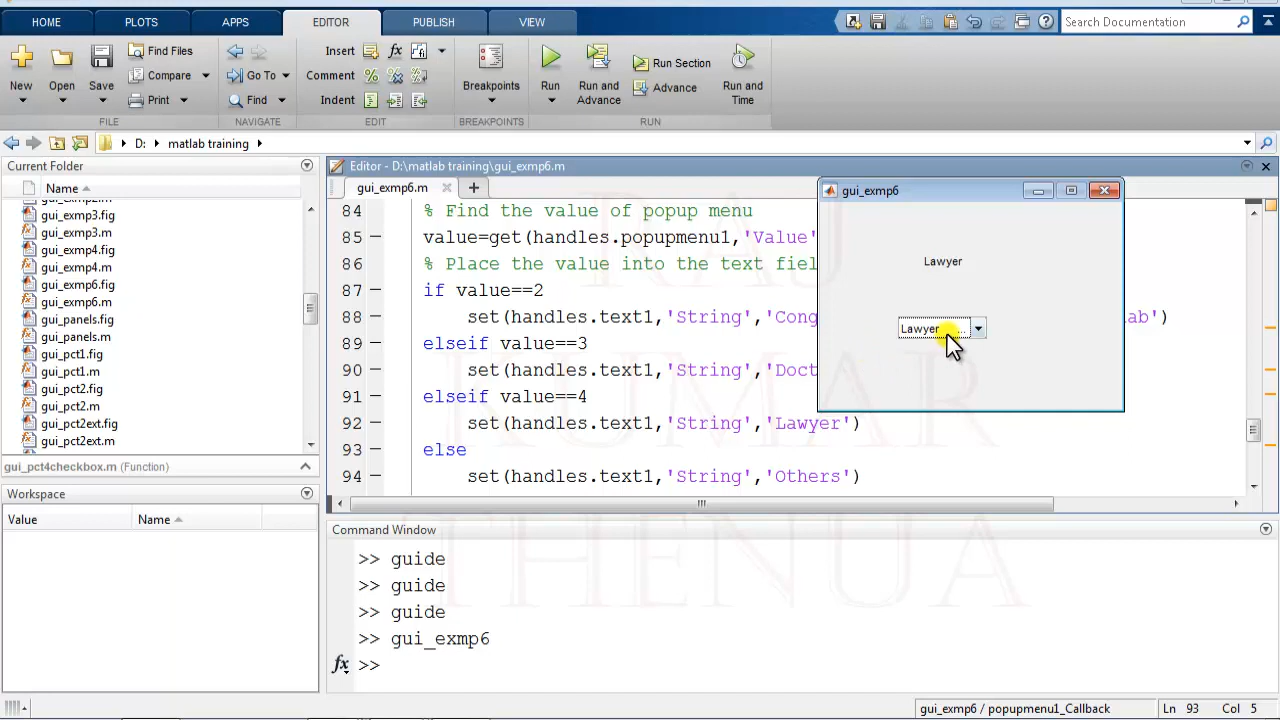 HOME PLOTS APPS EDITOR PUBLISH VIEW Search Documentation
New Open Save Find Files Compare Print
Go To Find
Insert Comment Indent
Breakpoints
Run Run and Advance Run Section Advance Run and Time
FILE NAVIGATE EDIT BREAKPOINTS RUN
D: matlab training
Current Folder
Name
gui_exmp3.fig
gui_exmp3.m
gui_exmp4.fig
gui_exmp4.m
gui_exmp6.fig
gui_exmp6.m
gui_panels.fig
gui_panels.m
gui_pct1.fig
gui_pct1.m
gui_pct2.fig
gui_pct2.m
gui_pct2ext.fig
gui_pct2ext.m
gui_pct4checkbox.m (Function)
Workspace
Value Name
Editor - D:\matlab training\gui_exmp6.m
gui_exmp6.m
84 % Find the value of popup menu
85 value=get(handles.popupmenu1,'Value'
86 % Place the value into the text fiel
87 if value==2
88 set(handles.text1,'String','Cong ab')
89 elseif value==3
90 set(handles.text1,'String','Doct
91 elseif value==4
92 set(handles.text1,'String','Lawyer')
93 else
94 set(handles.text1,'String','Others')
gui_exmp6
Lawyer
Lawyer ...
Command Window
>> guide
>> guide
>> guide
>> gui_exmp6
fx >>
gui_exmp6 / popupmenu1_Callback Ln 93 Col 5
RAJ
KUMAR
THENUA